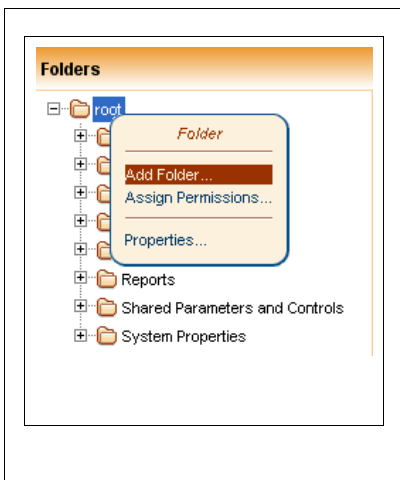 Folders
root
Folder
Add Folder...
Assign Permissions...
Properties...
Reports
Shared Parameters and Controls
System Properties